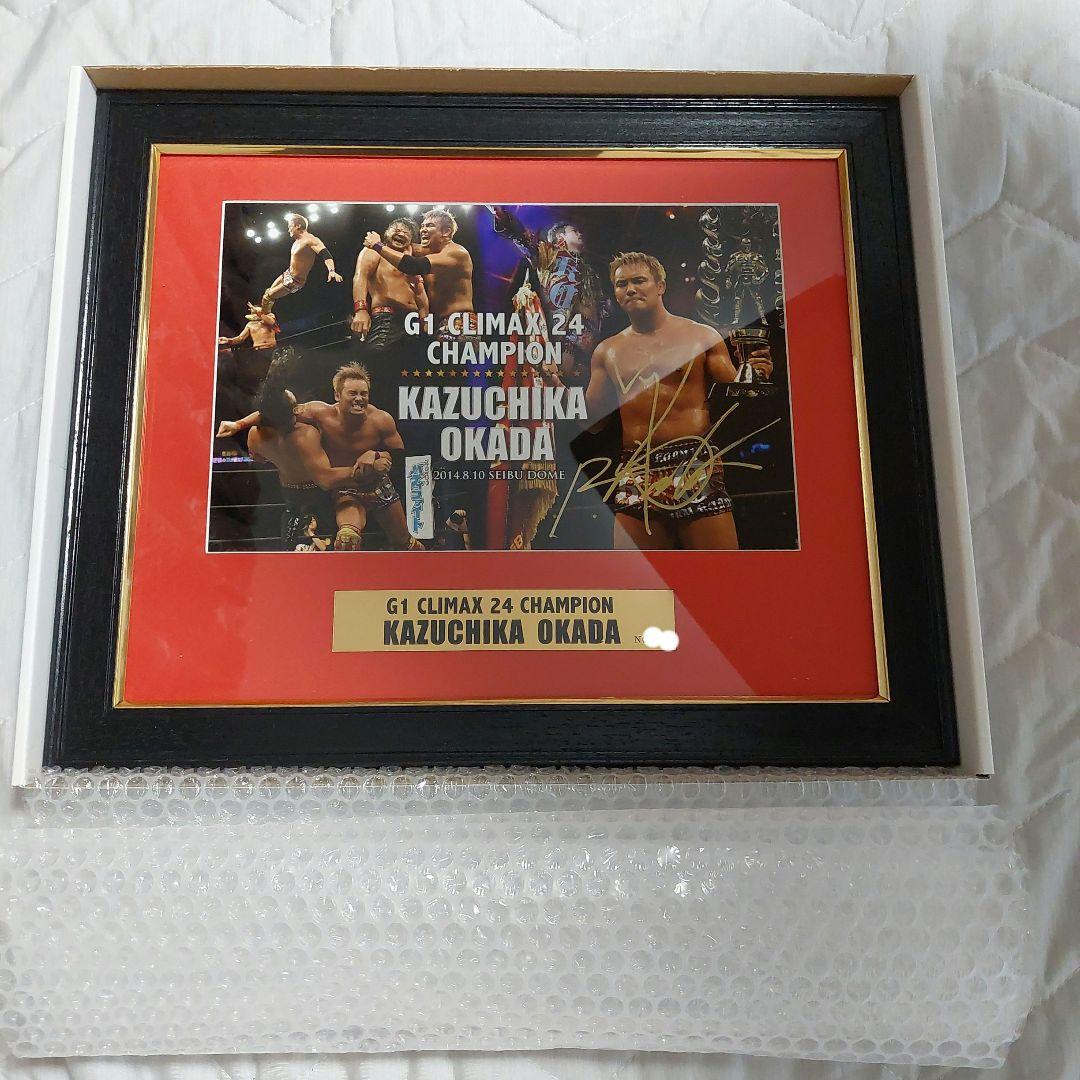 G1 CLIMAX 24
CHAMPION
KAZUCHIKA
OKADA
2014.8.10 SEIBU DOME
G1 CLIMAX 24 CHAMPION
KAZUCHIKA OKADA